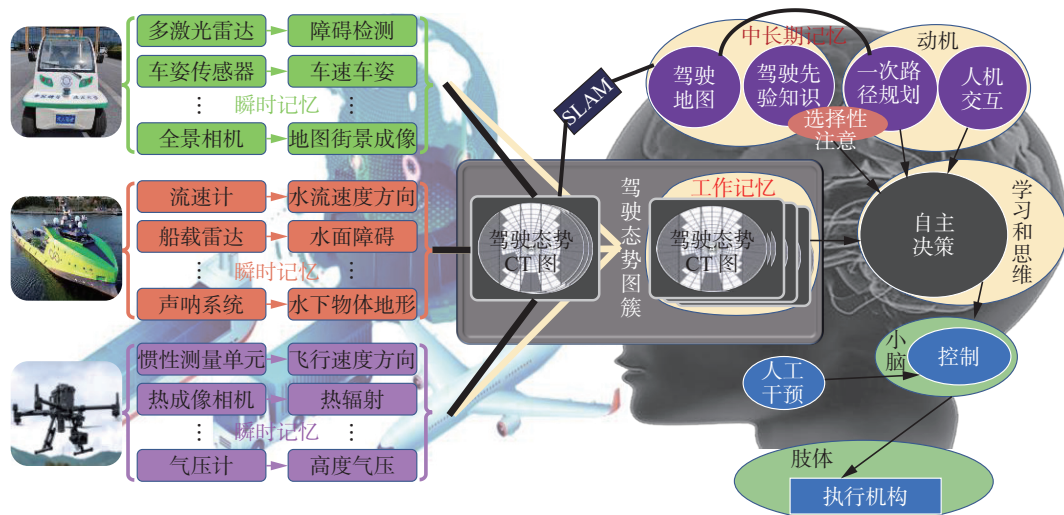 多激光雷达
障碍检测
车姿传感器
车速车姿
瞬时记忆
全景相机
地图街景成像
流速计
水流速度方向
船载雷达
水面障碍
瞬时记忆
声呐系统
水下物体地形
惯性测量单元
飞行速度方向
热成像相机
热辐射
瞬时记忆
气压计
高度气压
SLAM
驾驶态势
CT 图
驾驶态势图簇
工作记忆
驾驶态势
CT 图
中长期记忆
驾驶
地图
驾驶先
验知识
动机
一次路
径规划
人机
交互
选择性
注意
自主
决策
学习和思维
小脑
控制
人工
干预
肢体
执行机构